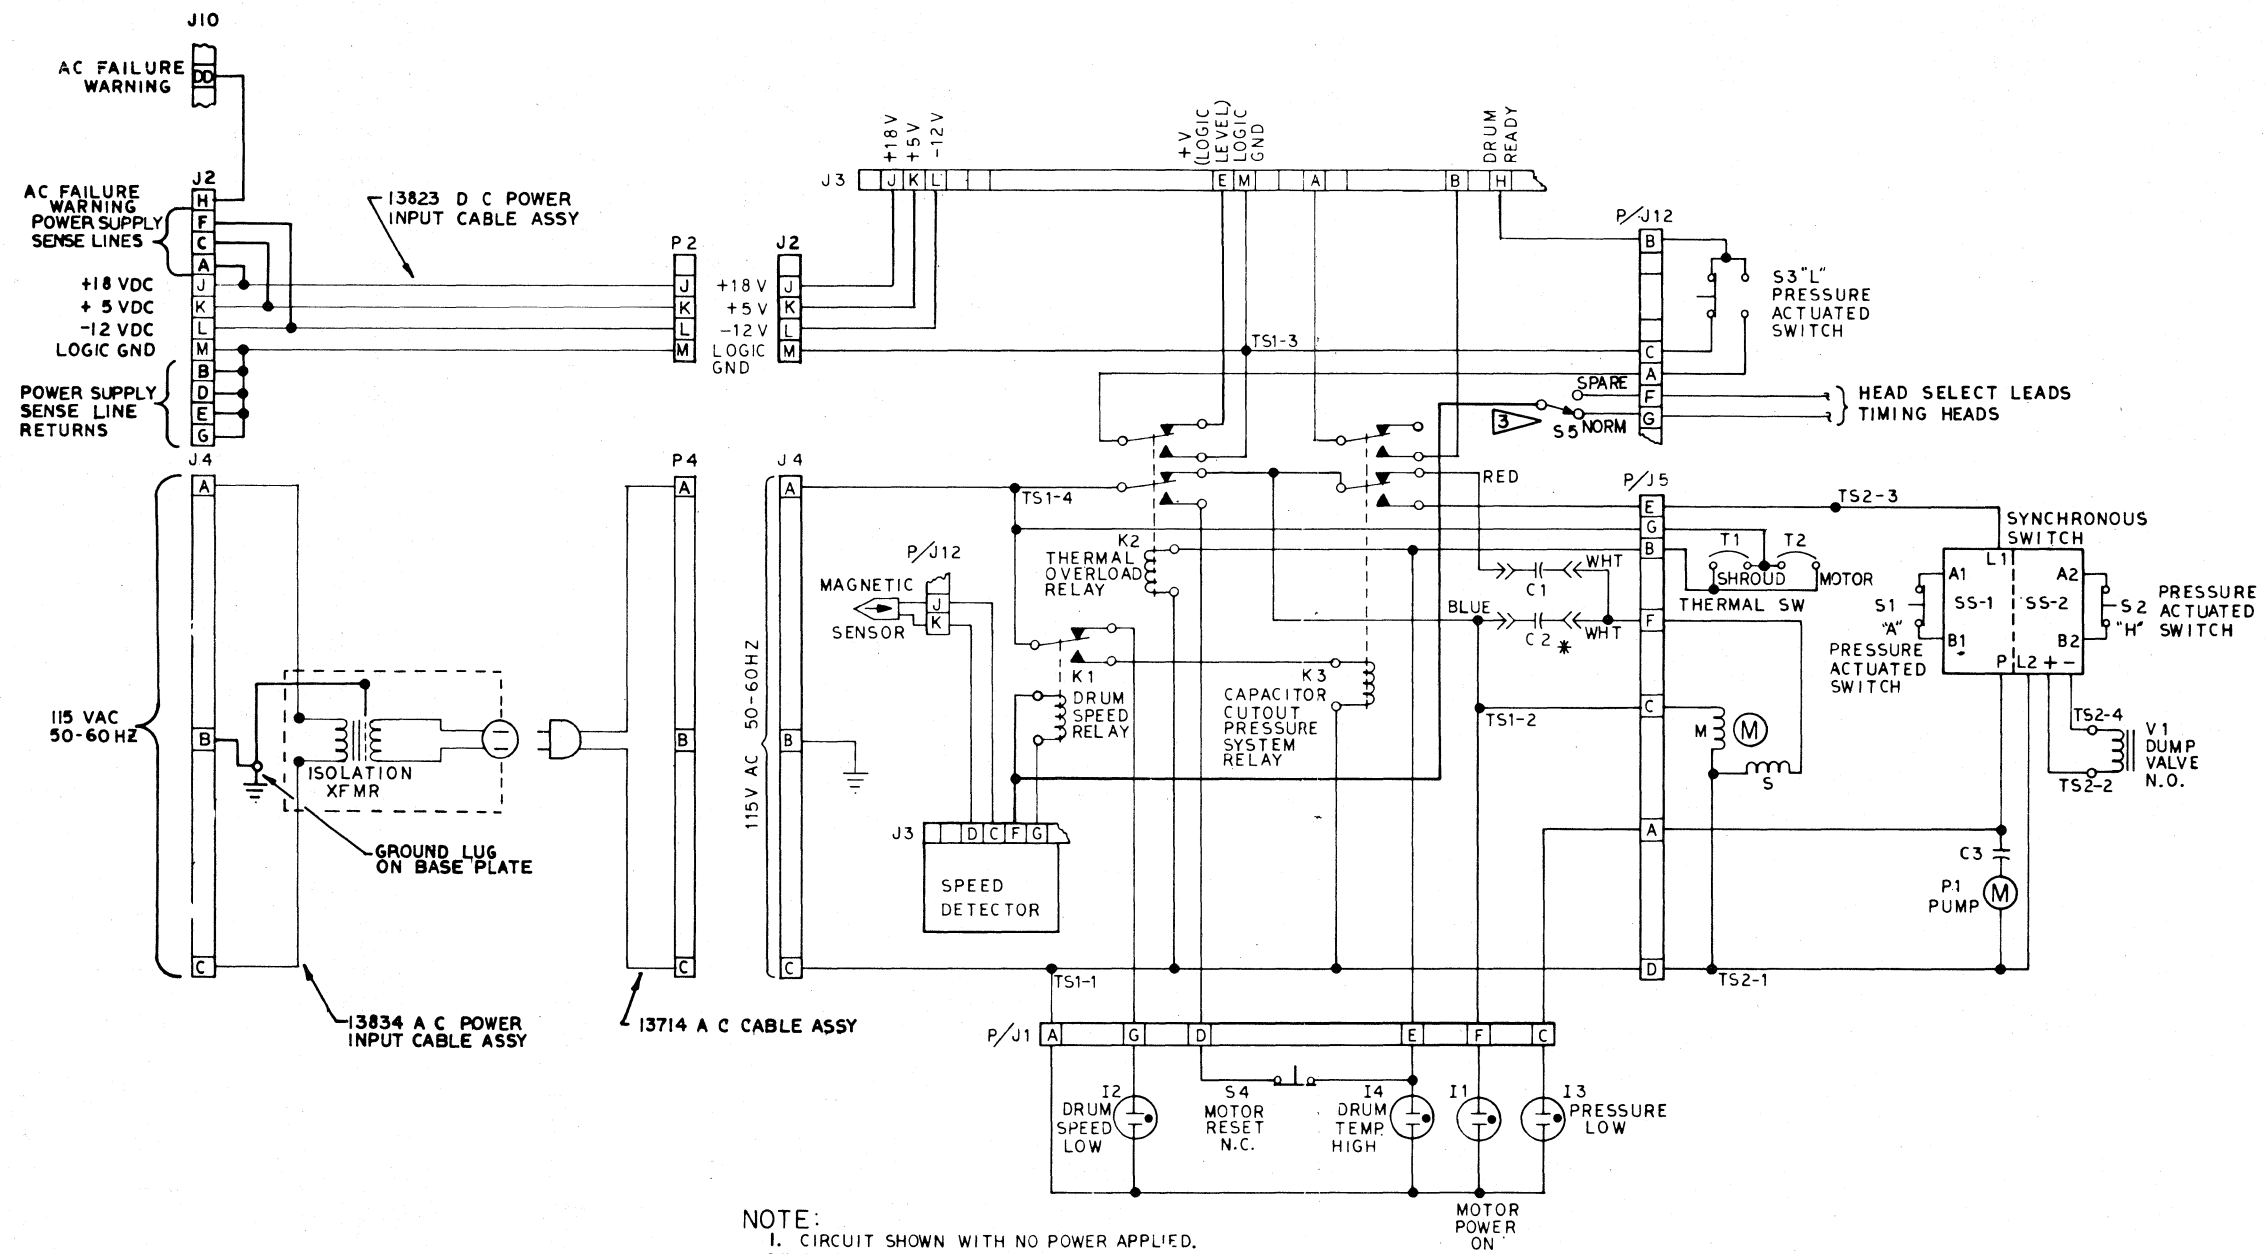 J10
AC FAILURE
WARNING
DD
J2
AC FAILURE
WARNING
POWER SUPPLY
SENSE LINES
H
F
C
A
J
K
L
M
B
D
E
G
+18 VDC
+ 5 VDC
-12 VDC
LOGIC GND
POWER SUPPLY
SENSE LINE
RETURNS
13823 D C POWER
INPUT CABLE ASSY
P2
J
K
L
M
J2
+18 V
+5 V
-12 V
LOGIC
GND
J
K
L
M
J3
+18V
+5V
-12V
+V
(LOGIC
LEVEL)
LOGIC
GND
DRUM
READY
J
K
L
E
M
A
B
H
P/J12
B
C
A
F
G
S3"L"
PRESSURE
ACTUATED
SWITCH
TS1-3
SPARE
3
S5
NORM
HEAD SELECT LEADS
TIMING HEADS
J4
A
B
C
115 VAC
50-60HZ
ISOLATION
XFMR
GROUND LUG
ON BASE PLATE
13834 A C POWER
INPUT CABLE ASSY
P4
A
B
C
13714 A C CABLE ASSY
J4
A
B
C
115V AC 50-60HZ
TS1-4
P/J12
MAGNETIC
SENSOR
J
K
K2
THERMAL
OVERLOAD
RELAY
K1
DRUM
SPEED
RELAY
K3
CAPACITOR
CUTOUT
PRESSURE
SYSTEM
RELAY
J3
D
C
F
G
SPEED
DETECTOR
RED
C1
WHT
BLUE
C2
*
WHT
TS1-2
P/J5
E
G
B
F
C
A
D
TS2-3
T1
T2
SHROUD
MOTOR
THERMAL SW
M
M
S
SYNCHRONOUS
SWITCH
L1
A1
A2
SS-1
SS-2
B1
B2
P
L2
+
-
S1
"A"
PRESSURE
ACTUATED
SWITCH
S2
"H"
PRESSURE
ACTUATED
SWITCH
TS2-4
V1
DUMP
VALVE
N.O.
TS2-2
C3
P1
PUMP
M
TS2-1
TS1-1
P/J1
A
G
D
E
F
C
I2
DRUM
SPEED
LOW
S4
MOTOR
RESET
N.C.
I4
DRUM
TEMP.
HIGH
I1
I3
PRESSURE
LOW
MOTOR
POWER
ON
NOTE:
1. CIRCUIT SHOWN WITH NO POWER APPLIED.